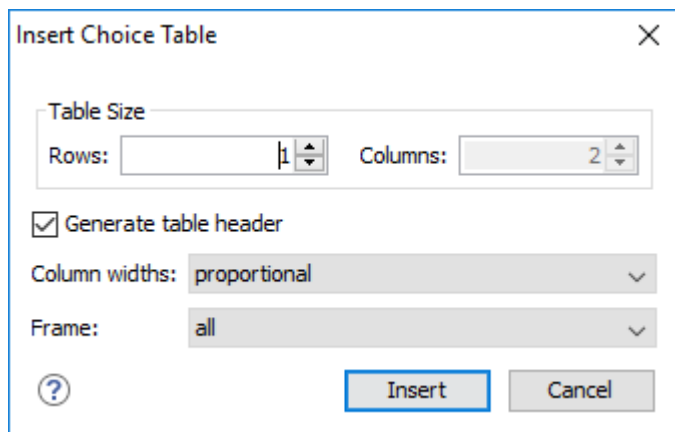 Insert Choice Table
Table Size
Rows: 1 Columns: 2
Generate table header
Column widths: proportional
Frame: all
? Insert Cancel